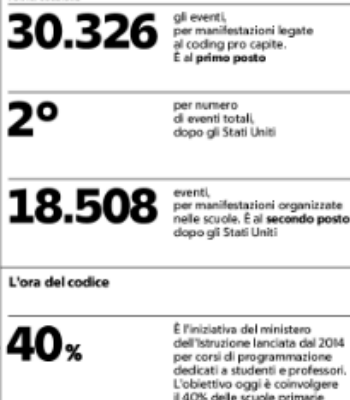 30.326
gli eventi,
per manifestazioni legate
al coding pro capite.
È al primo posto
2°
per numero
di eventi totali,
dopo gli Stati Uniti
18.508
eventi,
per manifestazioni organizzate
nelle scuole. È al secondo posto
dopo gli Stati Uniti
L'ora del codice
40%
È l'iniziativa del ministero
dell'Istruzione lanciata dal 2014
per corsi di programmazione
dedicati a studenti e professori.
L'obiettivo oggi è coinvolgere
il 40% delle scuole primarie